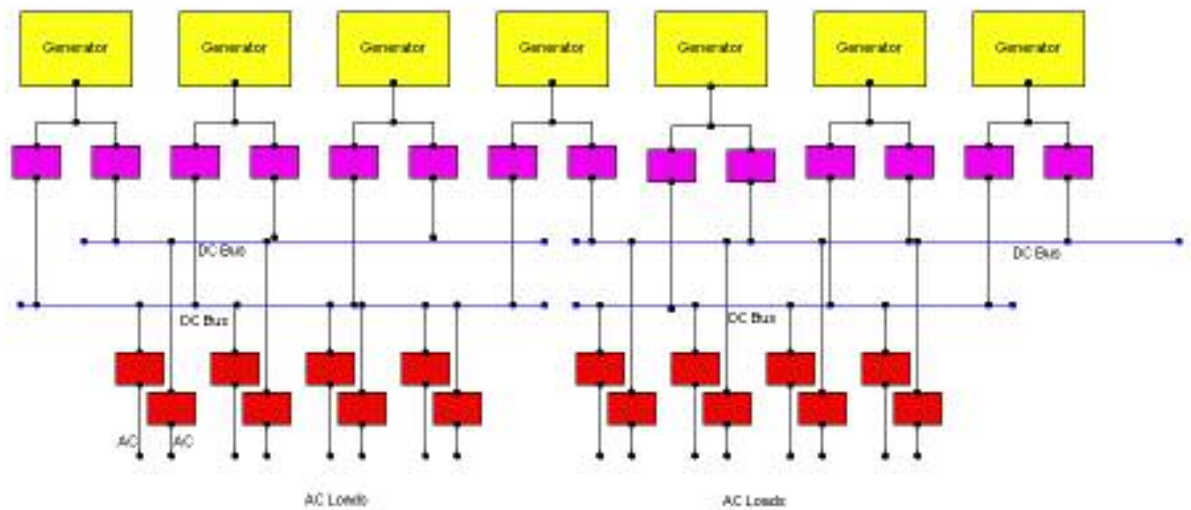 Generator
Generator
Generator
Generator
Generator
Generator
Generator
DC Bus
DC Bus
DC Bus
DC Bus
AC
AC
AC Loads
AC Loads